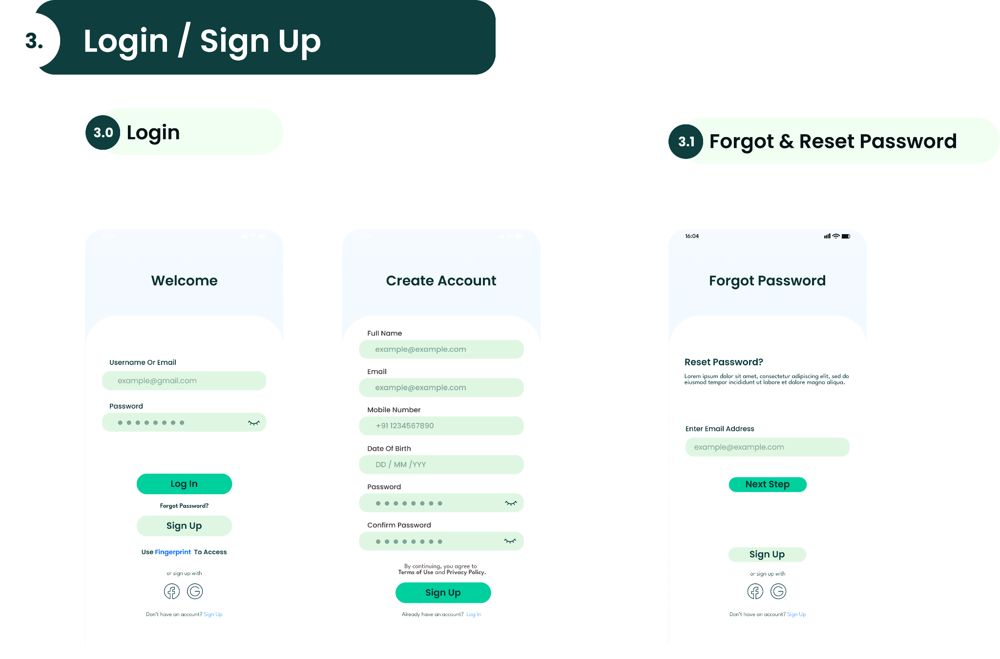 3.
Login / Sign Up
3.0
Login
3.1
Forgot & Reset Password
16:04
Welcome
Username Or Email
example@gmail.com
Password
Log In
Forgot Password?
Sign Up
Use Fingerprint To Access
or sign up with
Don't have an account? Sign Up
16:04
Create Account
Full Name
example@example.com
Email
example@example.com
Mobile Number
+91 1234567890
Date Of Birth
DD / MM /YYY
Password
Confirm Password
By continuing, you agree to
Terms of Use and Privacy Policy.
Sign Up
Already have an account? Log In
16:04
Forgot Password
Reset Password?
Lorem ipsum dolor sit amet, consectetur adipiscing elit, sed do
eiusmod tempor incididunt ut labore et dolore magna aliqua.
Enter Email Address
example@example.com
Next Step
Sign Up
or sign up with
Don't have an account? Sign Up